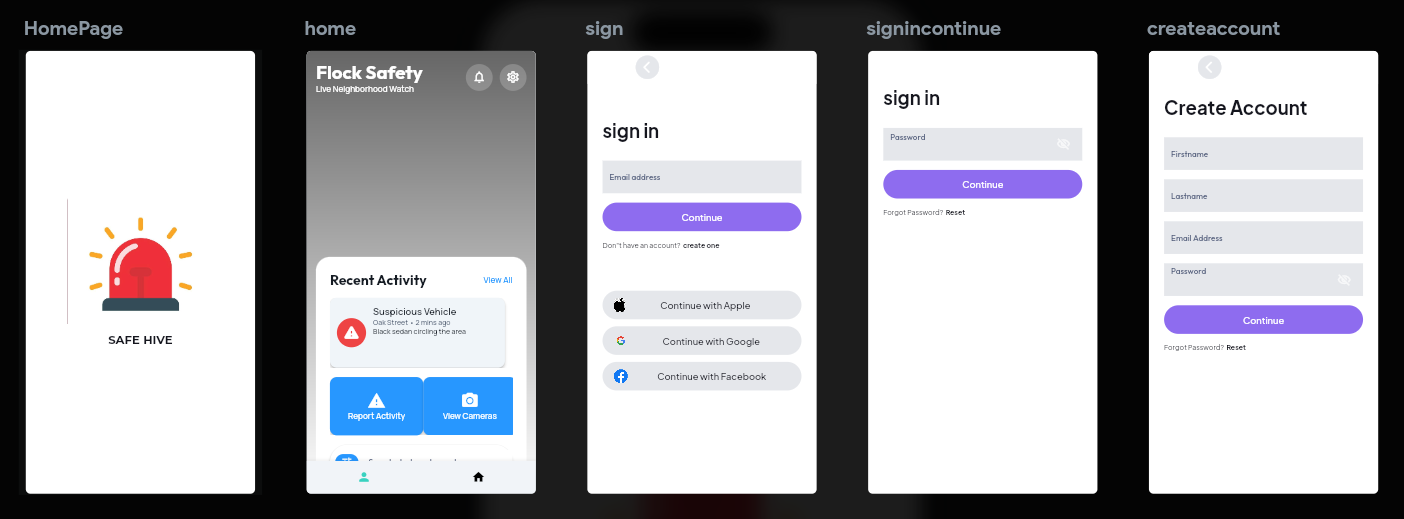 HomePage
home
sign
signincontinue
createaccount
SAFE HIVE
Flock Safety
Live Neighborhood Watch
Recent Activity
View All
Suspicious Vehicle
Oak Street • 2 mins ago
Black sedan circling the area
Report Activity
View Cameras
sign in
Email address
Continue
Don"t have an account? create one
Continue with Apple
Continue with Google
Continue with Facebook
sign in
Password
Continue
Forgot Password? Reset
Create Account
Firstname
Lastname
Email Address
Password
Continue
Forgot Password? Reset